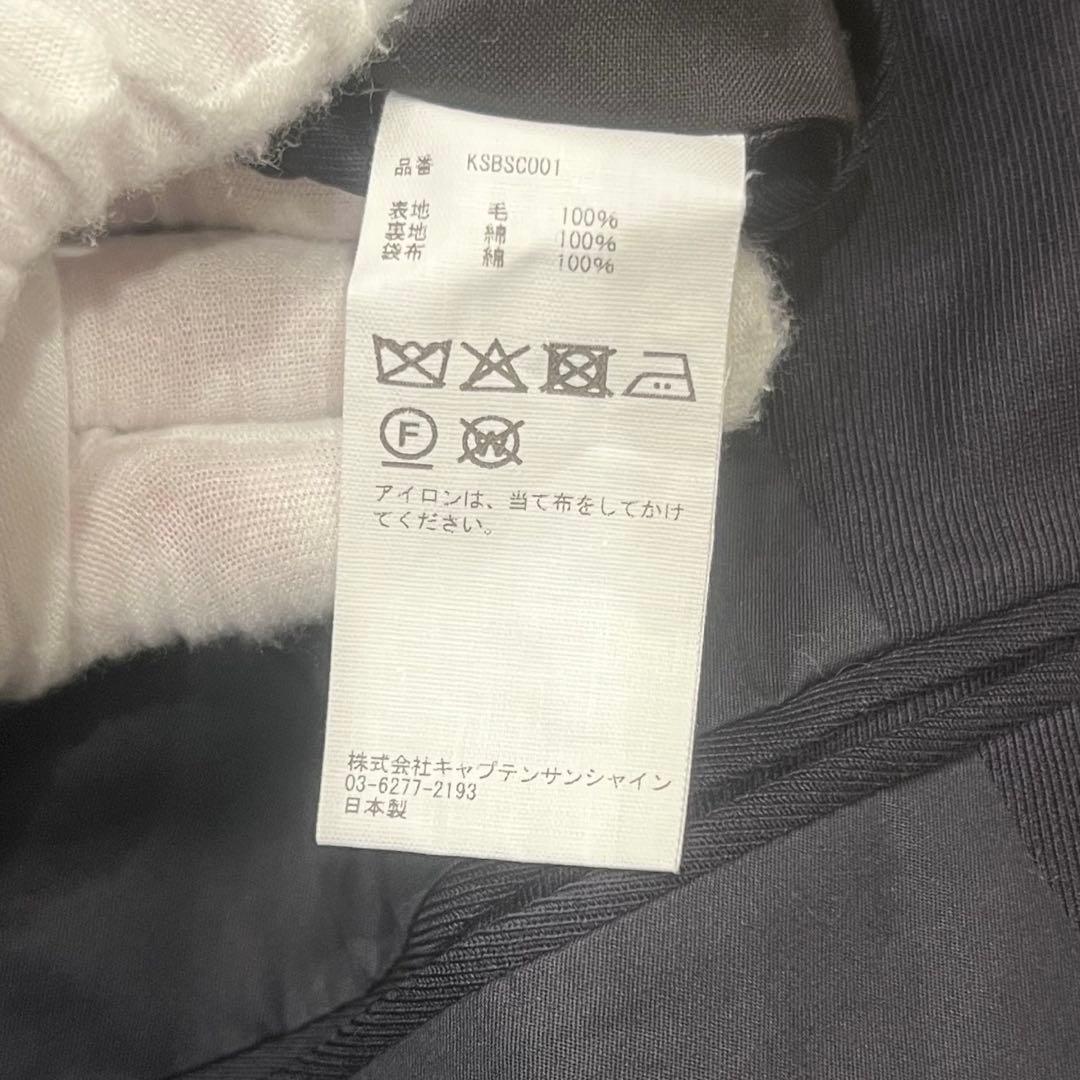 品番 KSBSC001
表地 毛 100%
裏地 綿 100%
袋布 綿 100%
F W
アイロンは、当て布をしてかけ
てください。
株式会社キャプテンサンシャイン
03-6277-2193
日本製